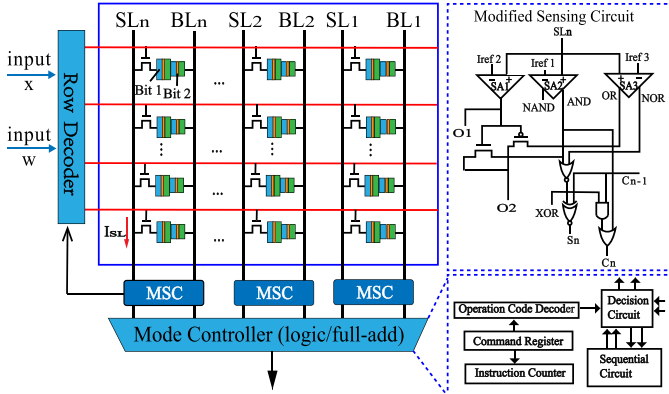 SLn BLn SL2 BL2 SL1 BL1
input
x
input
w
Row Decoder
Bit 1
Bit 2
...
...
...
...
ISL
MSC
MSC
MSC
Mode Controller (logic/full-add)
Modified Sensing Circuit
SLn
Iref 2
Iref 1
Iref 3
SA1
SA2
SA3
+
-
NAND
AND
OR
NOR
O1
O2
XOR
Cn-1
Sn
Cn
Operation Code Decoder
Decision
Circuit
Command Register
Instruction Counter
Sequential
Circuit